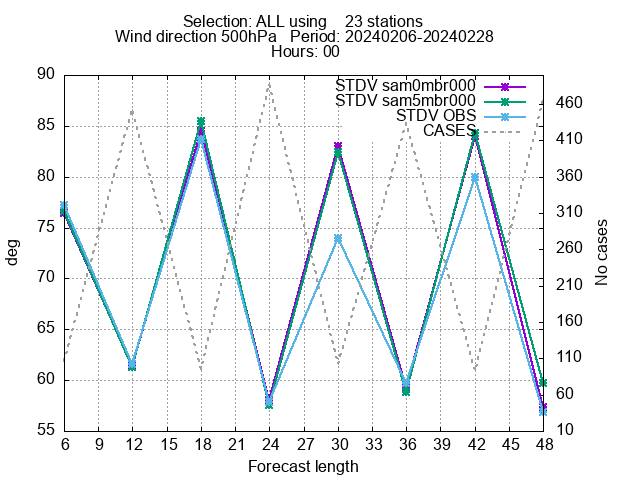 Selection: ALL using    23 stations
Wind direction 500hPa   Period: 20240206-20240228
Hours: 00
90
85
80
75
70
65
60
55
deg
STDV sam0mbr000
STDV sam5mbr000
STDV OBS
CASES
460
410
360
310
260
210
160
110
60
10
No cases
6 9 12 15 18 21 24 27 30 33 36 39 42 45 48
Forecast length